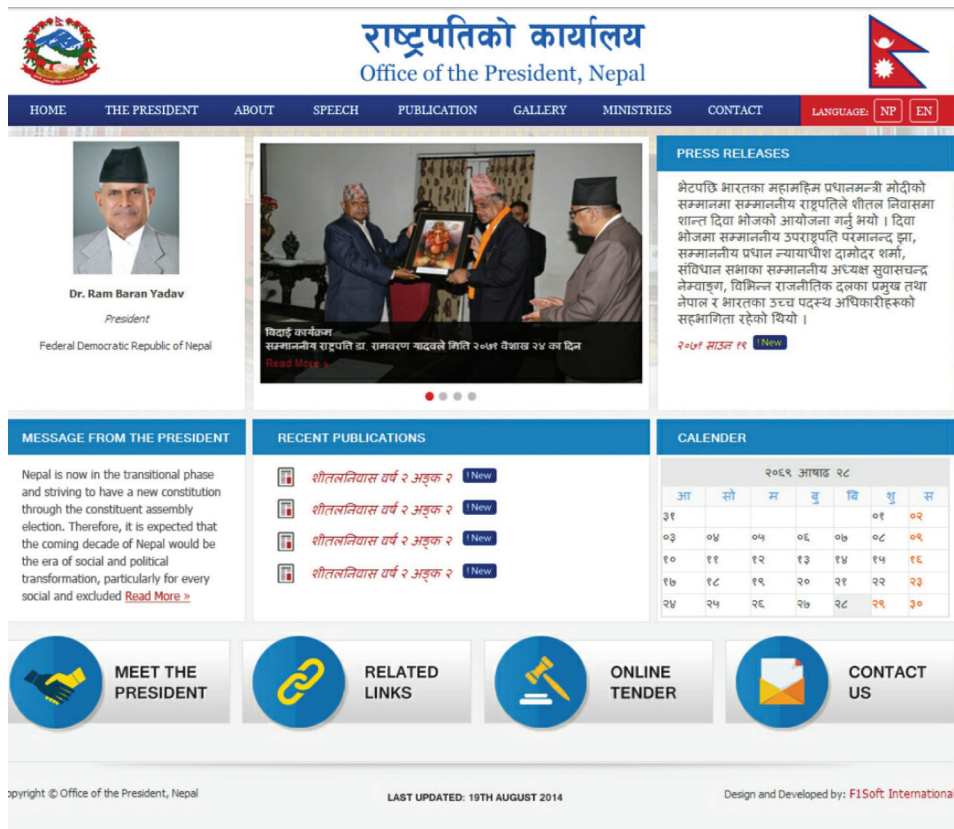 राष्ट्रपतिको कार्यालय
Office of the President, Nepal
HOME THE PRESIDENT ABOUT SPEECH PUBLICATION GALLERY MINISTRIES CONTACT LANGUAGE: NP EN
Dr. Ram Baran Yadav
President
Federal Democratic Republic of Nepal
विदाई कार्यक्रम
सम्माननीय राष्ट्रपति डा. रामवरण यादवले मिति २०७१ वैशाख २४ का दिन
Read More »
PRESS RELEASES
भेटपछि भारतका महामहिम प्रधानमन्त्री मोदीको
सम्मानमा सम्माननीय राष्ट्रपतिले शीतल निवासमा
शान्त दिवा भोजको आयोजना गर्नु भयो । दिवा
भोजमा सम्माननीय उपराष्ट्रपति परमानन्द झा,
सम्माननीय प्रधान न्यायाधीश दामोदर शर्मा,
संविधान सभाका सम्माननीय अध्यक्ष सुवासचन्द्र
नेम्वाङ्ग, विभिन्न राजनीतिक दलका प्रमुख तथा
नेपाल र भारतका उच्च पदस्थ अधिकारीहरूको
सहभागिता रहेको थियो ।
२०७१ साउन १९ ! New
MESSAGE FROM THE PRESIDENT
Nepal is now in the transitional phase
and striving to have a new constitution
through the constituent assembly
election. Therefore, it is expected that
the coming decade of Nepal would be
the era of social and political
transformation, particularly for every
social and excluded Read More »
RECENT PUBLICATIONS
शीतलनिवास वर्ष २ अङ्क २ ! New
शीतलनिवास वर्ष २ अङ्क २ ! New
शीतलनिवास वर्ष २ अङ्क २ ! New
शीतलनिवास वर्ष २ अङ्क २ ! New
CALENDER
२०६९ आषाढ २८
आ सो म बु बि शु स
३१ ०१ ०२
०३ ०४ ०५ ०६ ०७ ०८ ०९
१० ११ १२ १३ १४ १५ १६
१७ १८ १९ २० २१ २२ २३
२४ २५ २६ २७ २८ २९ ३०
MEET THE
PRESIDENT
RELATED
LINKS
ONLINE
TENDER
CONTACT
US
opyright © Office of the President, Nepal
LAST UPDATED: 19TH AUGUST 2014
Design and Developed by: F1Soft International